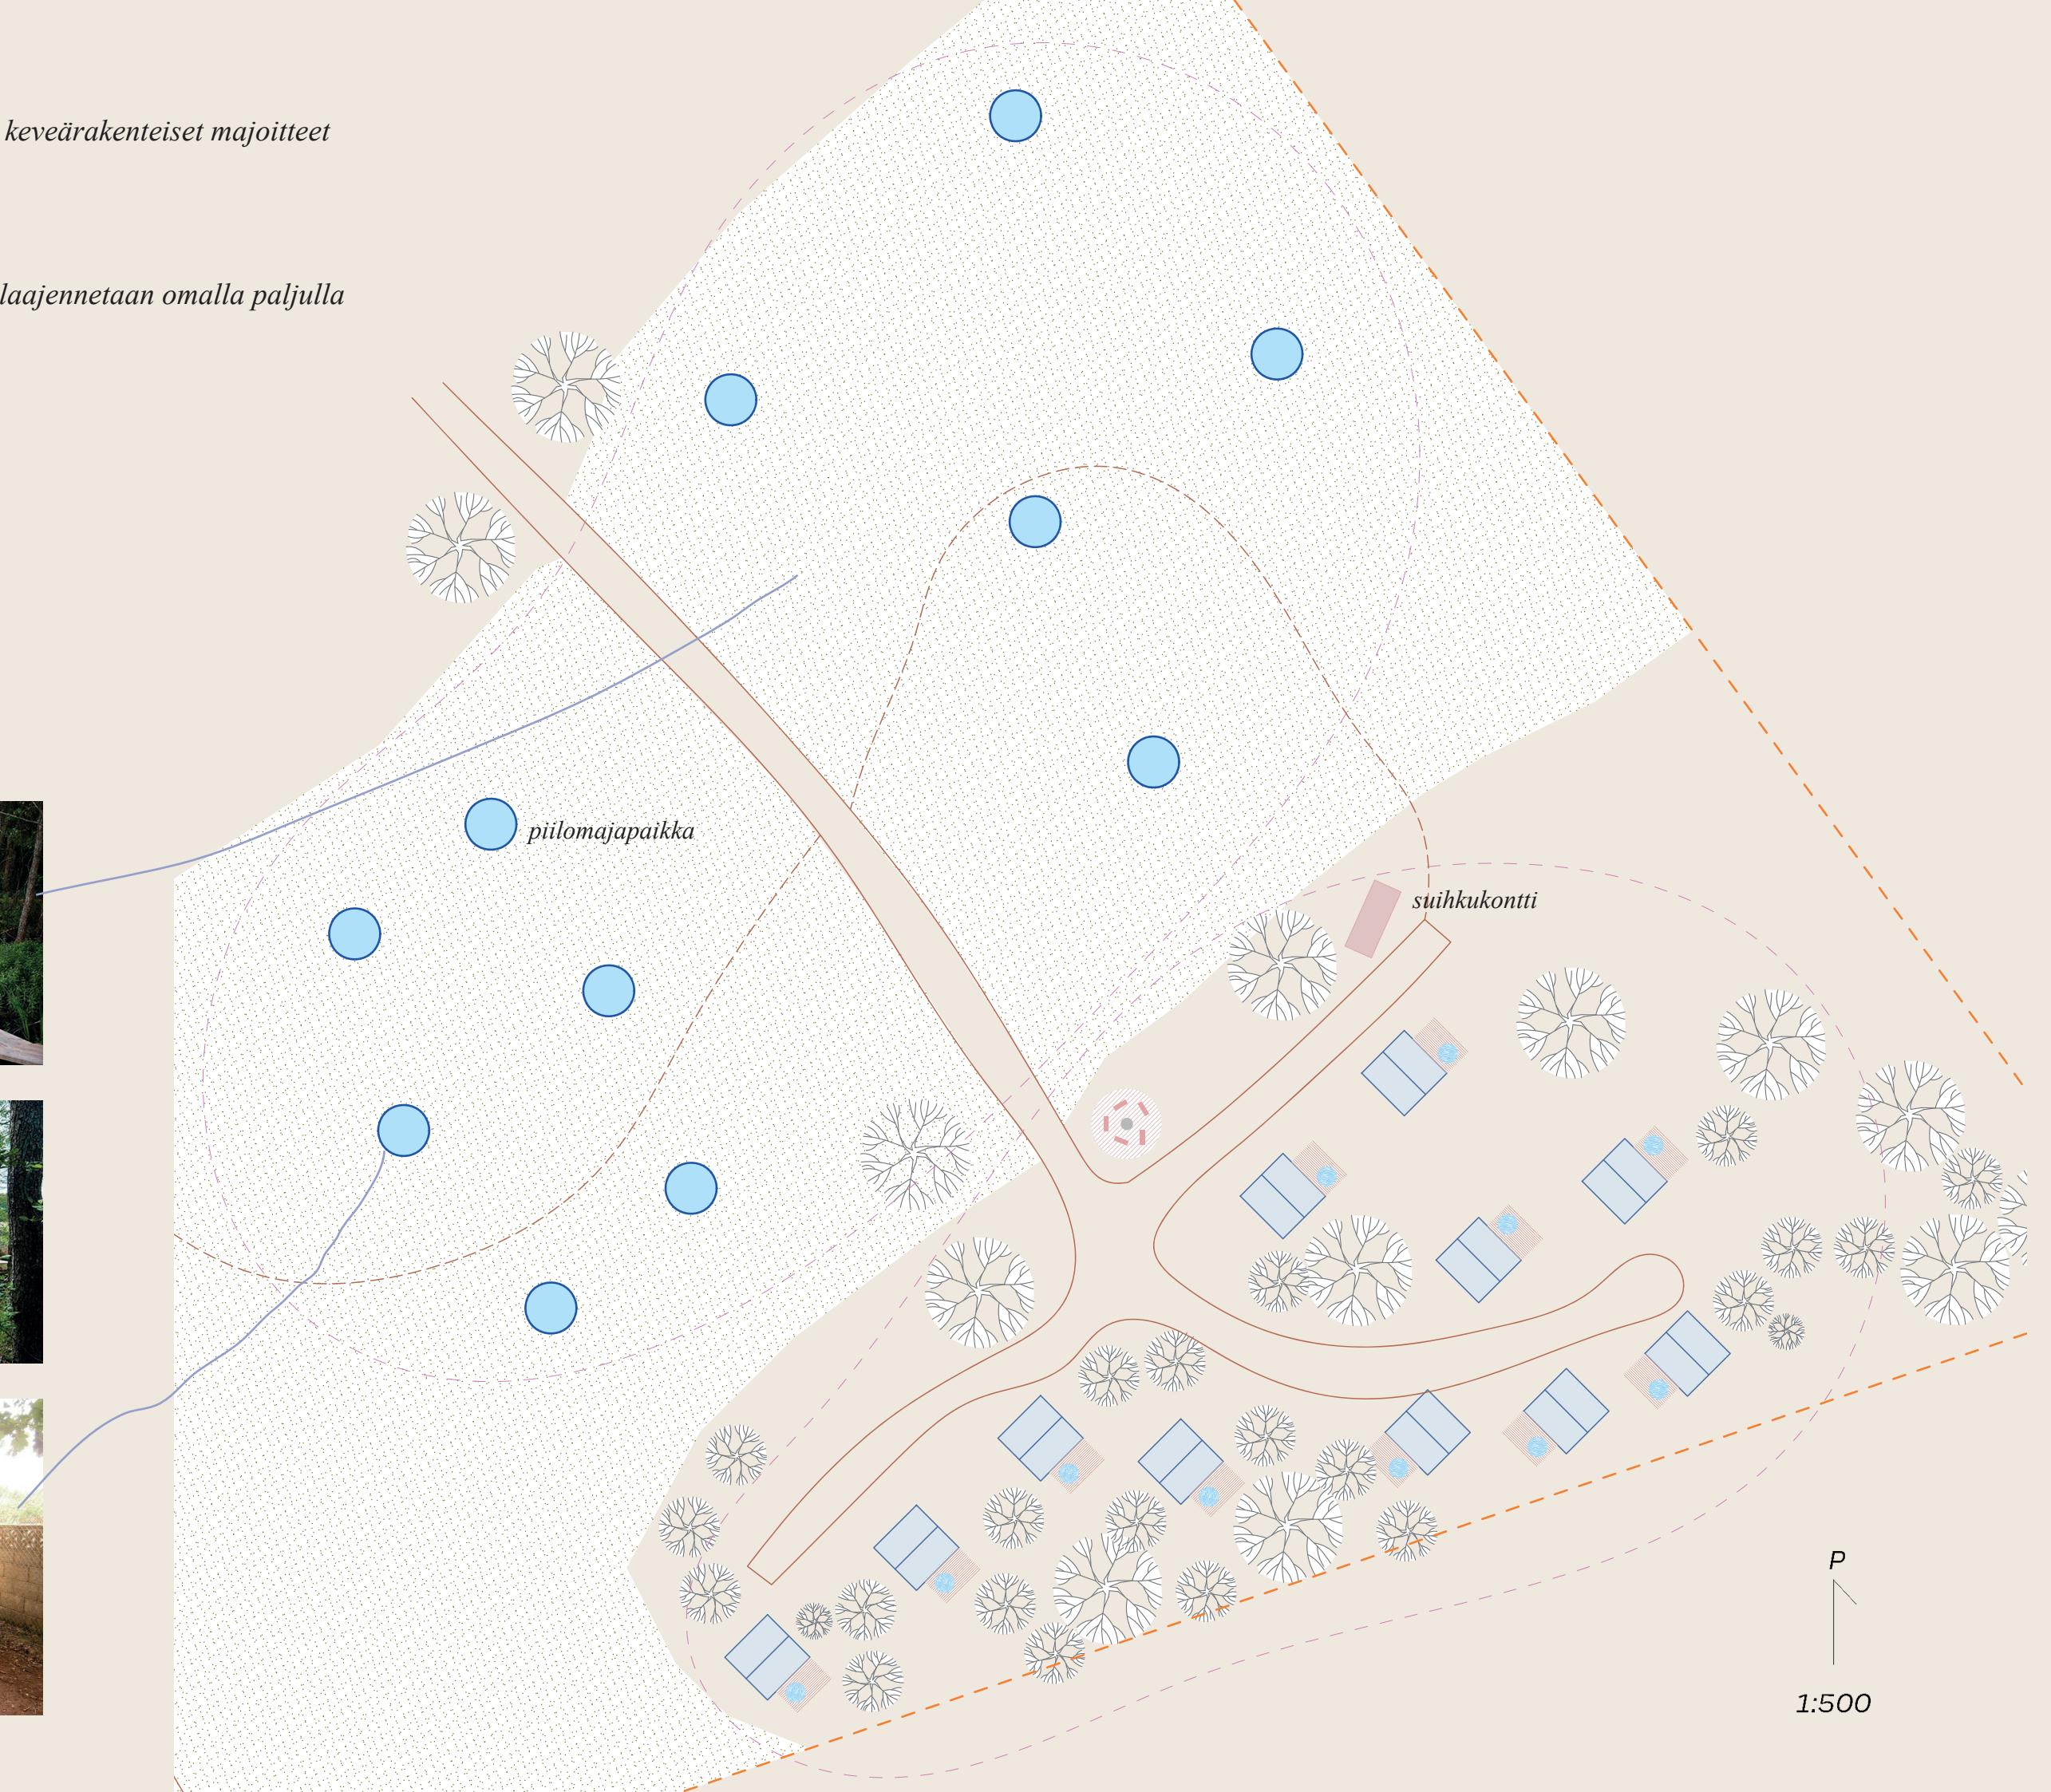 keveärakenteiset majoitteet
laajennetaan omalla paljulla
piilomajapaikka
suihkukontti
P
1:500